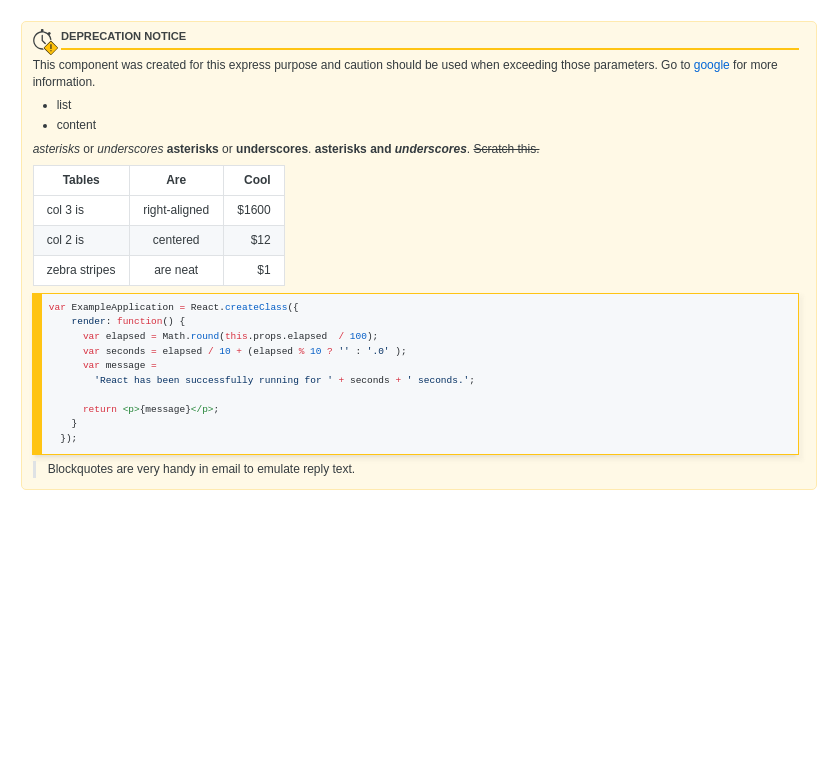 DEPRECATION NOTICE
This component was created for this express purpose and caution should be used when exceeding those parameters. Go to google for more
information.
• list
• content
asterisks or underscores asterisks or underscores. asterisks and underscores. Scratch this.
Tables Are Cool
col 3 is right-aligned $1600
col 2 is centered $12
zebra stripes are neat $1
var ExampleApplication = React.createClass({
    render: function() {
      var elapsed = Math.round(this.props.elapsed  / 100);
      var seconds = elapsed / 10 + (elapsed % 10 ? '' : '.0' );
      var message =
        'React has been successfully running for ' + seconds + ' seconds.';

      return <p>{message}</p>;
    }
  });
Blockquotes are very handy in email to emulate reply text.